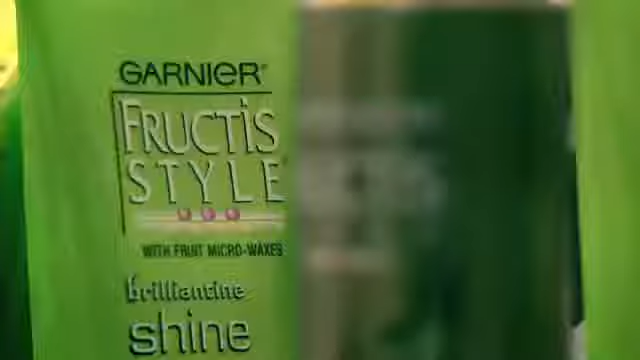 GARNIER
FRUCTIS
STYLE
WITH FRUIT MICRO-WAXES
brilliantine
shine